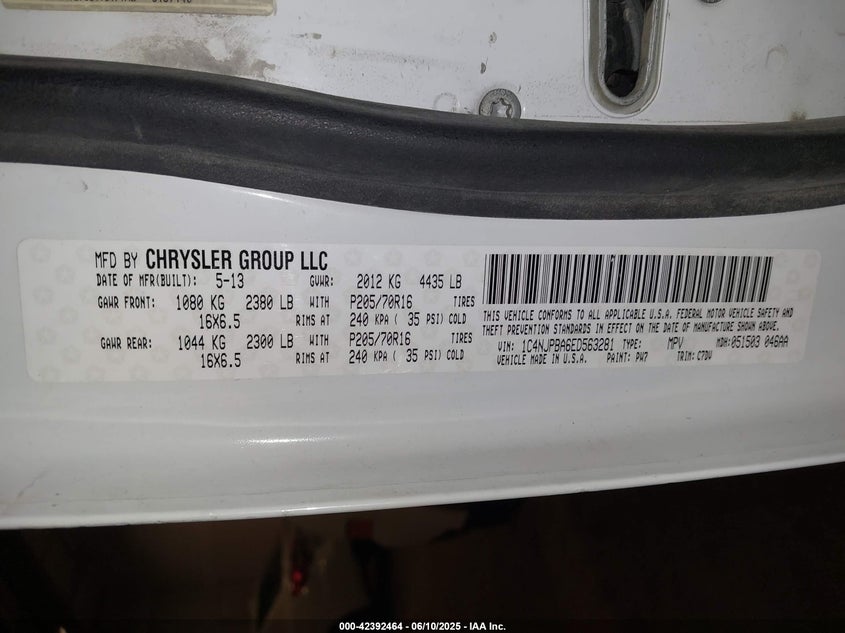 MFD BY CHRYSLER GROUP LLC
DATE OF MFR(BUILT): 5-13 GVWR: 2012 KG 4435 LB
GAWR FRONT: 1080 KG 2380 LB WITH P205/70R16 TIRES
16X6.5 RIMS AT 240 KPA ( 35 PSI) COLD
GAWR REAR: 1044 KG 2300 LB WITH P205/70R16 TIRES
16X6.5 RIMS AT 240 KPA ( 35 PSI) COLD
THIS VEHICLE CONFORMS TO ALL APPLICABLE U.S.A. FEDERAL MOTOR VEHICLE SAFETY AND
THEFT PREVENTION STANDARDS IN EFFECT ON THE DATE OF MANUFACTURE SHOWN ABOVE.
VIN: 1C4NJPBA6ED563281 TYPE: MPV MDH: 051503 046AA
VEHICLE MADE IN U.S.A. PAINT: PW7 TRIM: C7DV
000-42392464 - 06/10/2025 - IAA Inc.